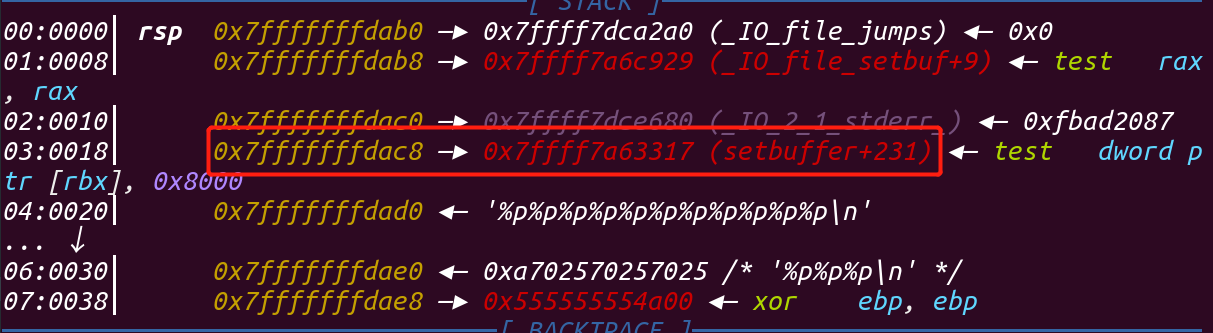 [ STACK ]
00:0000│ rsp 0x7fffffffdab0 —▸ 0x7ffff7dca2a0 (_IO_file_jumps) ◂— 0x0
01:0008│ 0x7fffffffdab8 —▸ 0x7ffff7a6c929 (_IO_file_setbuf+9) ◂— test rax
, rax
02:0010│ 0x7fffffffdac0 —▸ 0x7ffff7dce680 (_IO_2_1_stderr_) ◂— 0xfbad2087
03:0018│ 0x7fffffffdac8 —▸ 0x7ffff7a63317 (setbuffer+231) ◂— test dword p
tr [rbx], 0x8000
04:0020│ 0x7fffffffdad0 ◂— '%p%p%p%p%p%p%p%p%p%p%p\n'
... ↓
06:0030│ 0x7fffffffdae0 ◂— 0xa702570257025 /* '%p%p%p\n' */
07:0038│ 0x7fffffffdae8 —▸ 0x555555554a00 ◂— xor ebp, ebp
[ BACKTRACE ]